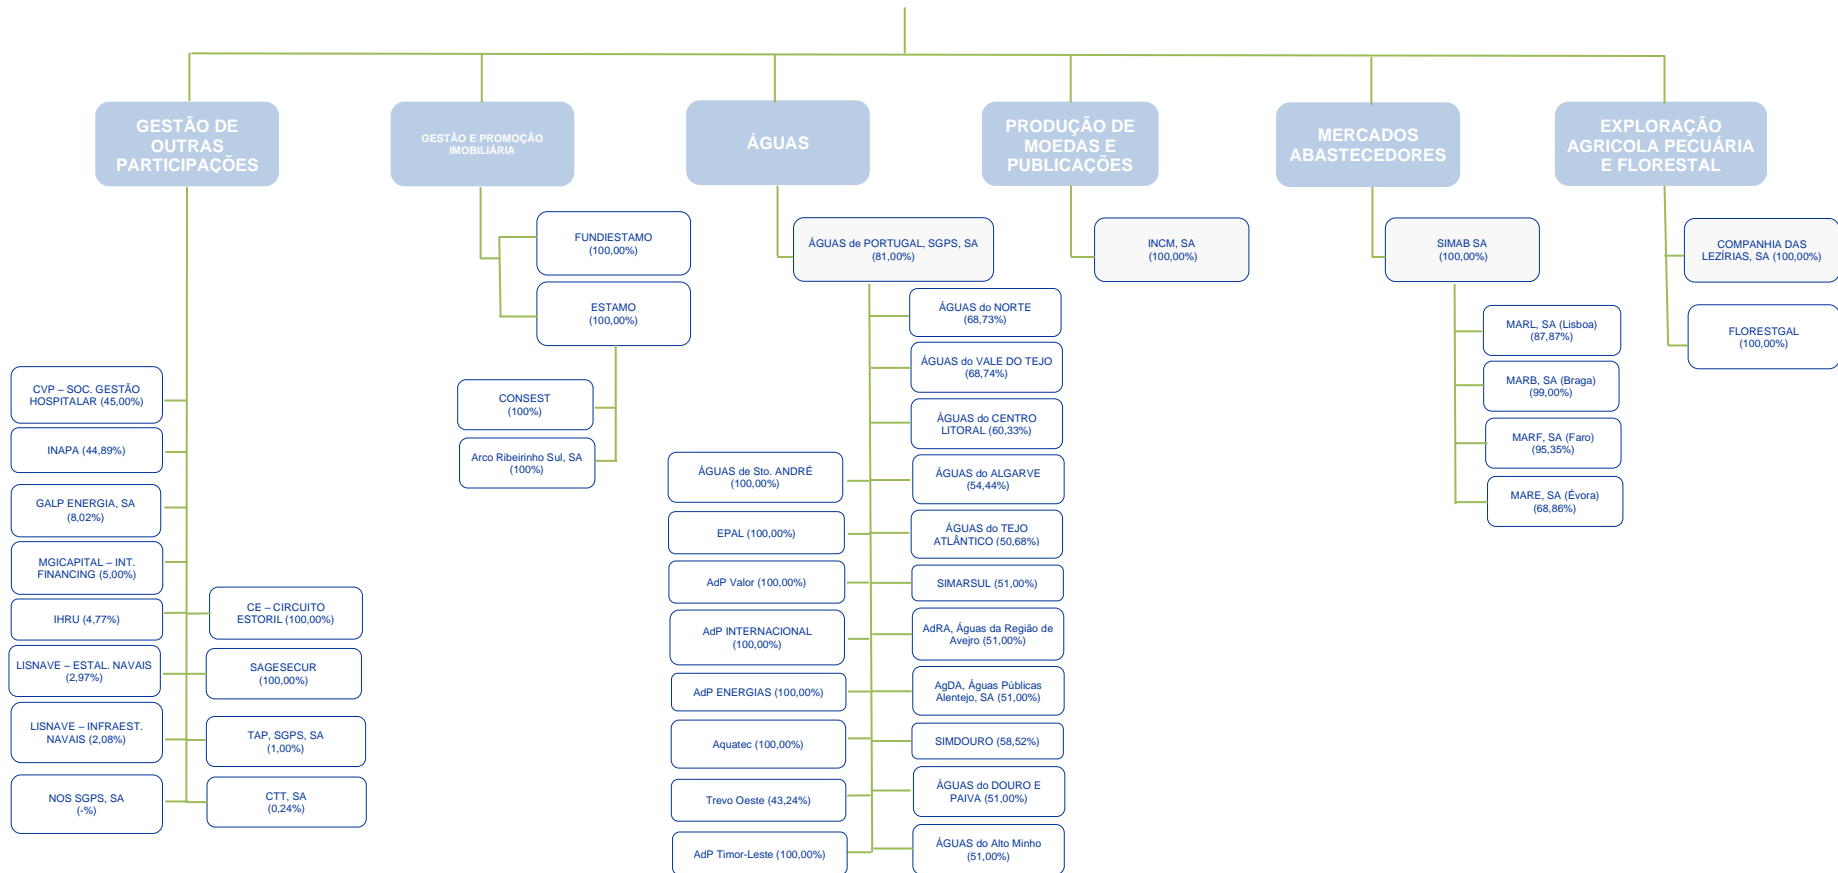 GESTÃO DE
OUTRAS
PARTICIPAÇÕES
CVP – SOC. GESTÃO
HOSPITALAR (45,00%)
INAPA (44,89%)
GALP ENERGIA, SA
(8,02%)
MGICAPITAL – INT.
FINANCING (5,00%)
IHRU (4,77%)
LISNAVE – ESTAL. NAVAIS
(2,97%)
LISNAVE – INFRAEST.
NAVAIS (2,08%)
NOS SGPS, SA
(-%)
CE – CIRCUITO
ESTORIL (100,00%)
SAGESECUR
(100,00%)
TAP, SGPS, SA
(1,00%)
CTT, SA
(0,24%)
GESTÃO E PROMOÇÃO
IMOBILIÁRIA
FUNDIESTAMO
(100,00%)
ESTAMO
(100,00%)
CONSEST
(100%)
Arco Ribeirinho Sul, SA
(100%)
ÁGUAS
ÁGUAS de PORTUGAL, SGPS, SA
(81,00%)
ÁGUAS de Sto. ANDRÉ
(100,00%)
EPAL (100,00%)
AdP Valor (100,00%)
AdP INTERNACIONAL
(100,00%)
AdP ENERGIAS (100,00%)
Aquatec (100,00%)
Trevo Oeste (43,24%)
AdP Timor-Leste (100,00%)
ÁGUAS do NORTE
(68,73%)
ÁGUAS do VALE DO TEJO
(68,74%)
ÁGUAS do CENTRO
LITORAL (60,33%)
ÁGUAS do ALGARVE
(54,44%)
ÁGUAS do TEJO
ATLÂNTICO (50,68%)
SIMARSUL (51,00%)
AdRA, Águas da Região de
Avejro (51,00%)
AgDA, Águas Públicas
Alentejo, SA (51,00%)
SIMDOURO (58,52%)
ÁGUAS do DOURO E
PAIVA (51,00%)
ÁGUAS do Alto Minho
(51,00%)
PRODUÇÃO DE
MOEDAS E
PUBLICAÇÕES
INCM, SA
(100,00%)
MERCADOS
ABASTECEDORES
SIMAB SA
(100,00%)
MARL, SA (Lisboa)
(87,87%)
MARB, SA (Braga)
(99,00%)
MARF, SA (Faro)
(95,35%)
MARE, SA (Évora)
(68,86%)
EXPLORAÇÃO
AGRICOLA PECUÁRIA
E FLORESTAL
COMPANHIA DAS
LEZÍRIAS, SA (100,00%)
FLORESTGAL
(100,00%)